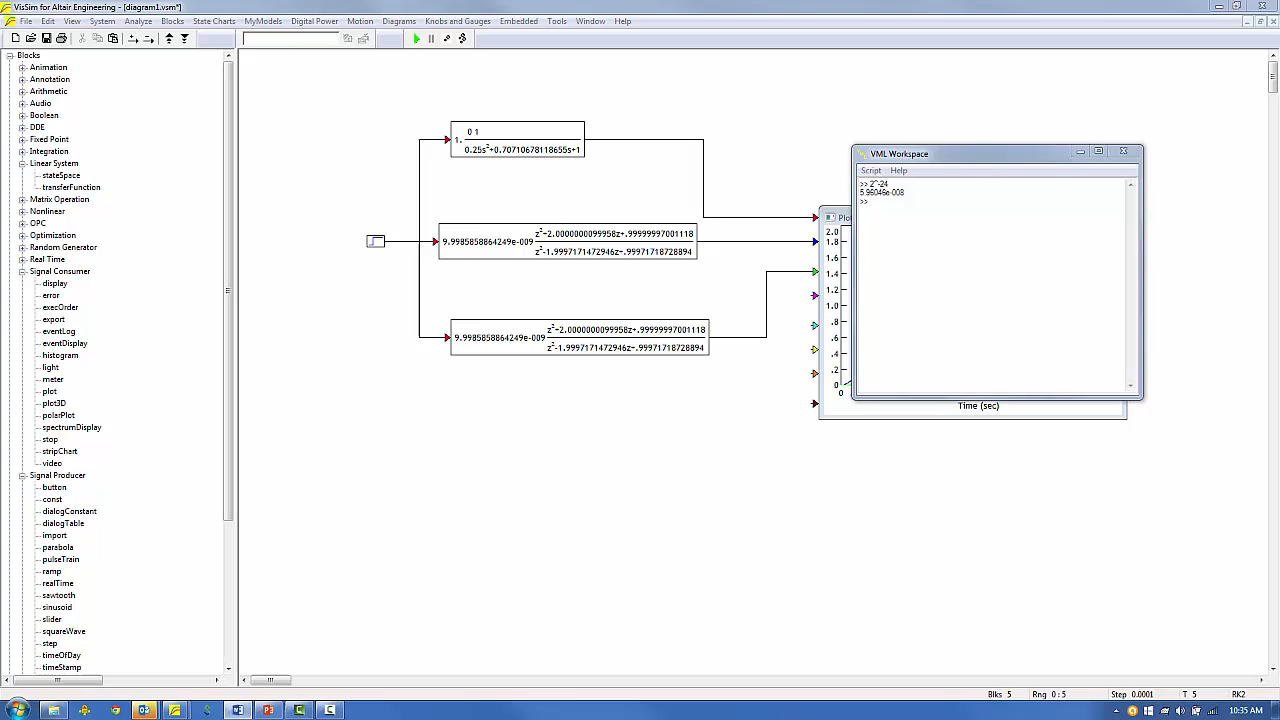 VisSim for Altair Engineering - [diagram1.vsm*]
File Edit View System Analyze Blocks State Charts MyModels Digital Power Motion Diagrams Knobs and Gauges Embedded Tools Window Help
Blocks
Animation
Annotation
Arithmetic
Audio
Boolean
DDE
Fixed Point
Integration
Linear System
stateSpace
transferFunction
Matrix Operation
Nonlinear
OPC
Optimization
Random Generator
Real Time
Signal Consumer
display
error
execOrder
export
eventLog
eventDisplay
histogram
light
meter
plot
plot3D
polarPlot
spectrumDisplay
stop
stripChart
video
Signal Producer
button
const
dialogConstant
dialogTable
import
parabola
pulseTrain
ramp
realTime
sawtooth
sinusoid
slider
squareWave
step
timeOfDay
timeStamp
0 1
1.
0.25s²+0.70710678118655s+1
z²-2.0000000099958z+.99999997001118
9.9985858864249e-009
z²-1.9997171472946z-.99971718728894
z²-2.0000000099958z+.99999997001118
9.9985858864249e-009
z²-1.9997171472946z-.99971718728894
Plot
2.0
1.8
1.6
1.4
1.2
1.0
.8
.6
.4
.2
0
0
Time (sec)
VML Workspace
Script Help
>> 2^-24
5.96046e-008
>>
Blks 5 Rng 0 : 5 Step 0.0001 T 5 RK2
10:35 AM